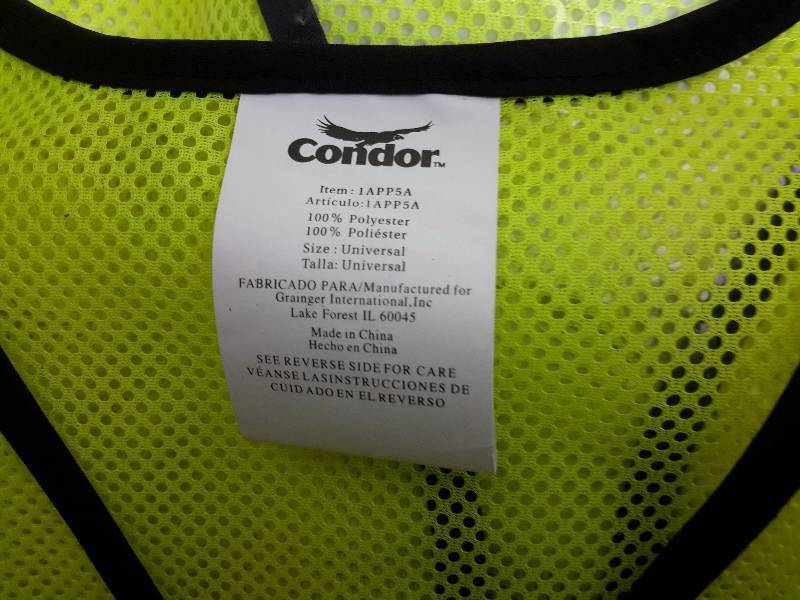 Condor™
Item: 1APP5A
Artículo:1APP5A
100% Polyester
100% Poliéster
Size : Universal
Talla: Universal
FABRICADO PARA/Manufactured for
Grainger International,Inc
Lake Forest IL 60045
Made in China
Hecho en China
SEE REVERSE SIDE FOR CARE
VÉANSE LASINSTRUCCIONES DE
CUIDADO EN EL REVERSO